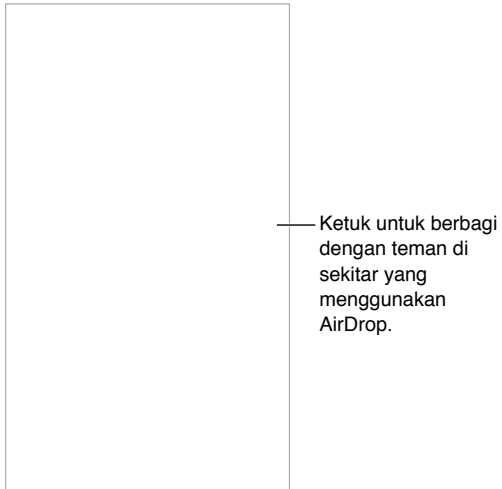 Ketuk untuk berbagi
dengan teman di
sekitar yang
menggunakan
AirDrop.